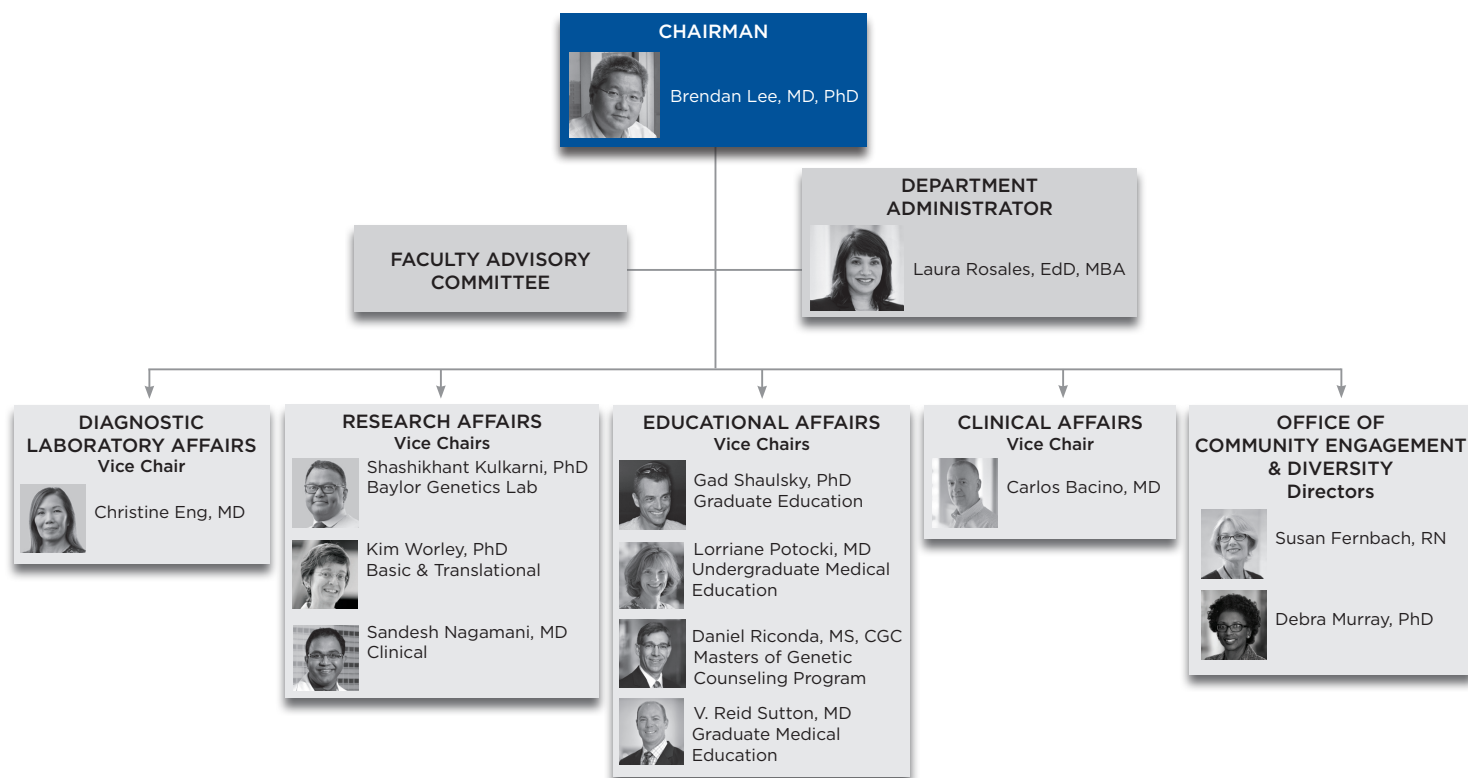 CHAIRMAN
Brendan Lee, MD, PhD
DEPARTMENT
ADMINISTRATOR
Laura Rosales, EdD, MBA
FACULTY ADVISORY
COMMITTEE
DIAGNOSTIC
LABORATORY AFFAIRS
Vice Chair
Christine Eng, MD
RESEARCH AFFAIRS
Vice Chairs
Shashikhant Kulkarni, PhD
Baylor Genetics Lab
Kim Worley, PhD
Basic & Translational
Sandesh Nagamani, MD
Clinical
EDUCATIONAL AFFAIRS
Vice Chairs
Gad Shaulsky, PhD
Graduate Education
Lorriane Potocki, MD
Undergraduate Medical
Education
Daniel Riconda, MS, CGC
Masters of Genetic
Counseling Program
V. Reid Sutton, MD
Graduate Medical
Education
CLINICAL AFFAIRS
Vice Chair
Carlos Bacino, MD
OFFICE OF
COMMUNITY ENGAGEMENT
& DIVERSITY
Directors
Susan Fernbach, RN
Debra Murray, PhD